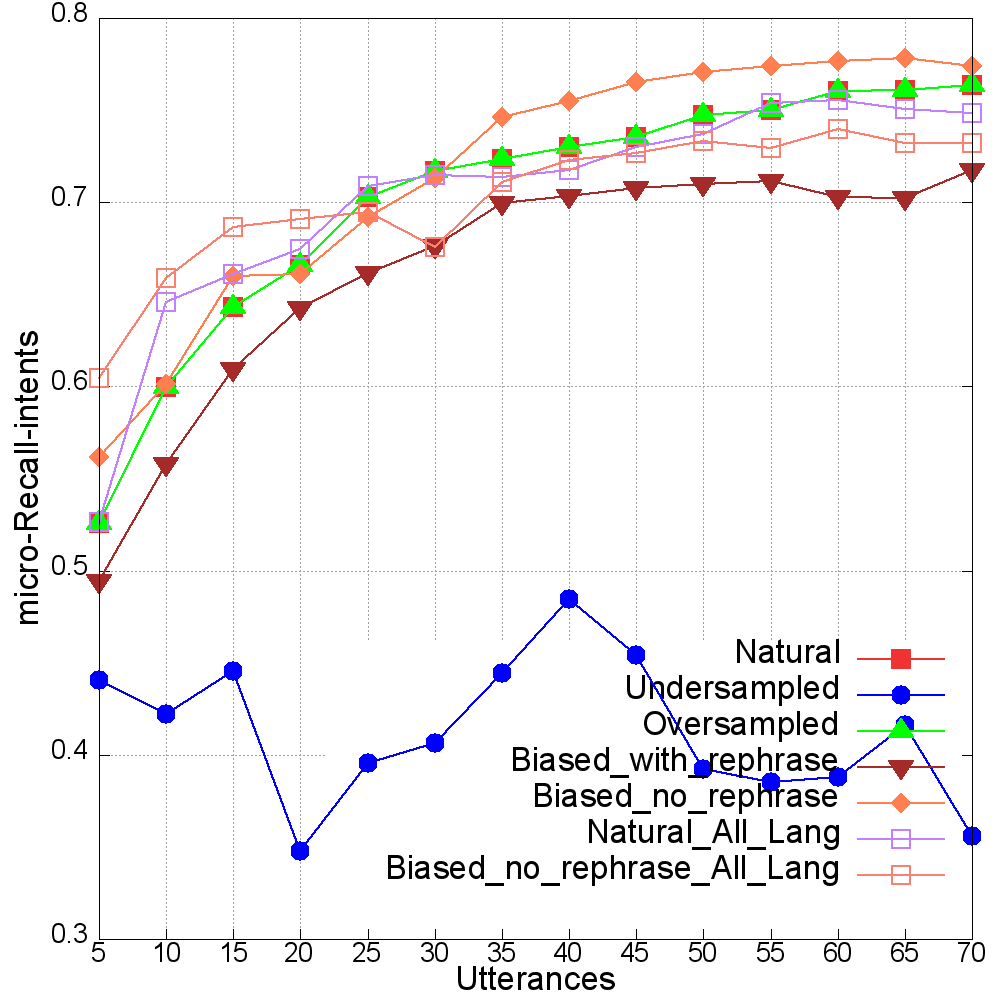 0.8
0.7
0.6
0.5
0.4
0.3
micro-Recall-intents
Natural
Undersampled
Oversampled
Biased_with_rephrase
Biased_no_rephrase
Natural_All_Lang
Biased_no_rephrase_All_Lang
5 10 15 20 25 30 35 40 45 50 55 60 65 70
Utterances